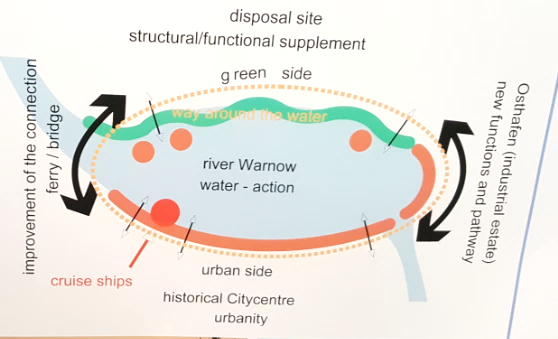 disposal site
structural/functional supplement
green side
way around the water
improvement of the connection
ferry / bridge
river Warnow
water - action
Osthafen (industrial estate)
new functions and pathway
cruise ships
urban side
historical Citycentre
urbanity